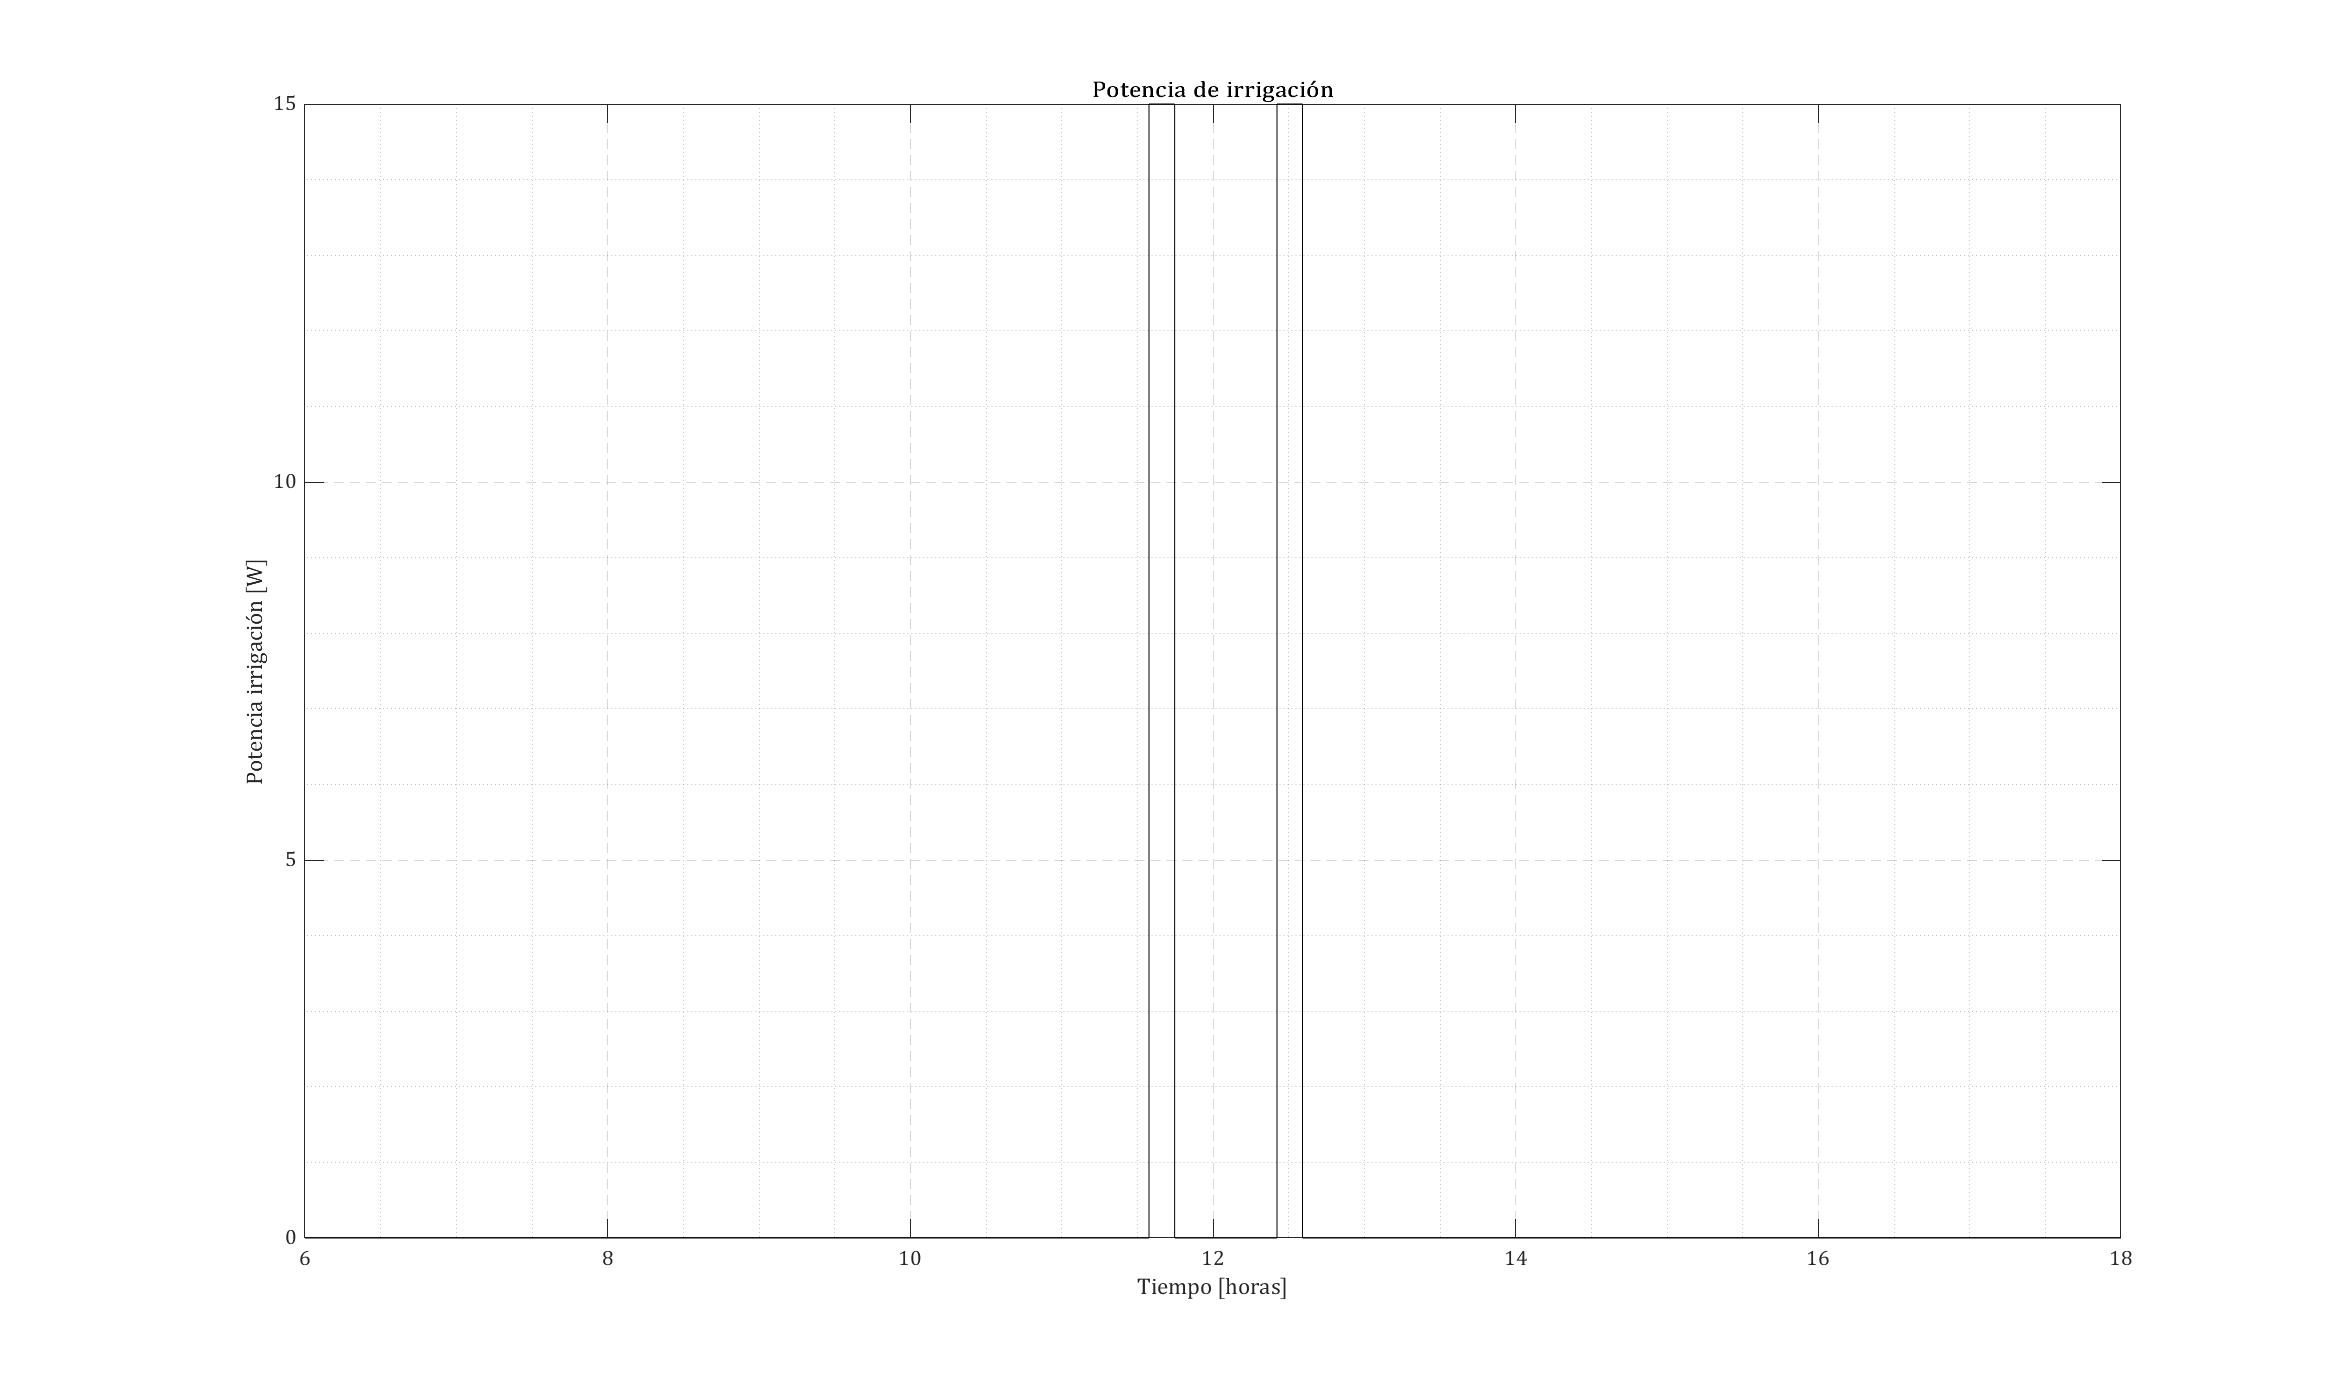 Potencia de irrigación
15
10
5
0
Potencia irrigación [W]
6 8 10 12 14 16 18
Tiempo [horas]